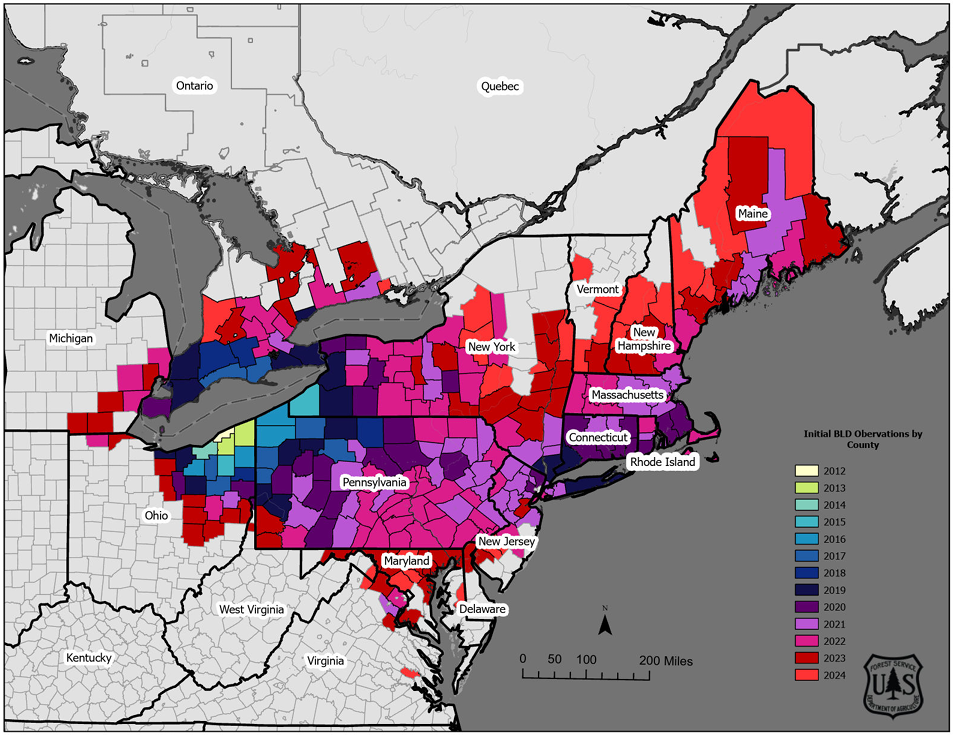 Ontario
Quebec
Maine
Vermont
Michigan
New York
New
Hampshire
Massachusetts
Connecticut
Rhode Island
Initial BLD Obervations by
County
2012
2013
2014
2015
2016
2017
2018
2019
2020
2021
2022
2023
2024
Pennsylvania
Ohio
New Jersey
Maryland
West Virginia
Delaware
Kentucky
Virginia
N
0 50 100 200 Miles
FOREST SERVICE
U S
DEPARTMENT OF AGRICULTURE